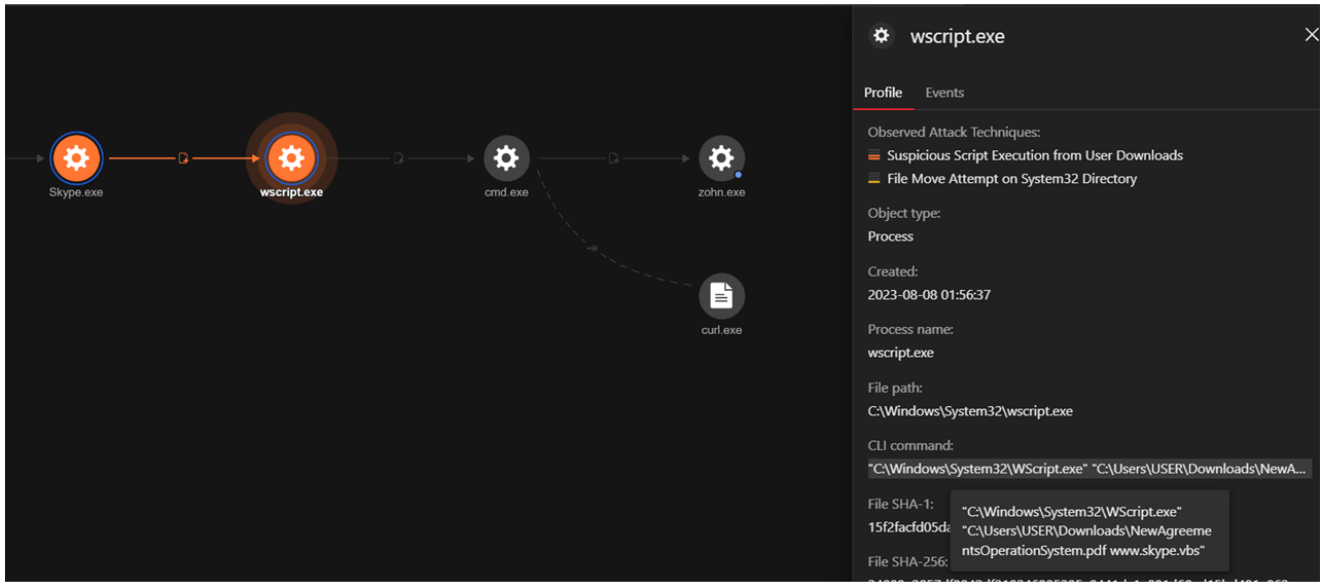 Skype.exe
wscript.exe
cmd.exe
zohn.exe
curl.exe
wscript.exe
Profile Events
Observed Attack Techniques:
Suspicious Script Execution from User Downloads
File Move Attempt on System32 Directory
Object type:
Process
Created:
2023-08-08 01:56:37
Process name:
wscript.exe
File path:
C:\Windows\System32\wscript.exe
CLI command:
"C:\Windows\System32\WScript.exe" "C:\Users\USER\Downloads\NewA...
File SHA-1:
15f2facfd05da
"C:\Windows\System32\WScript.exe"
"C:\Users\USER\Downloads\NewAgreeme
ntsOperationSystem.pdf www.skype.vbs"
File SHA-256: